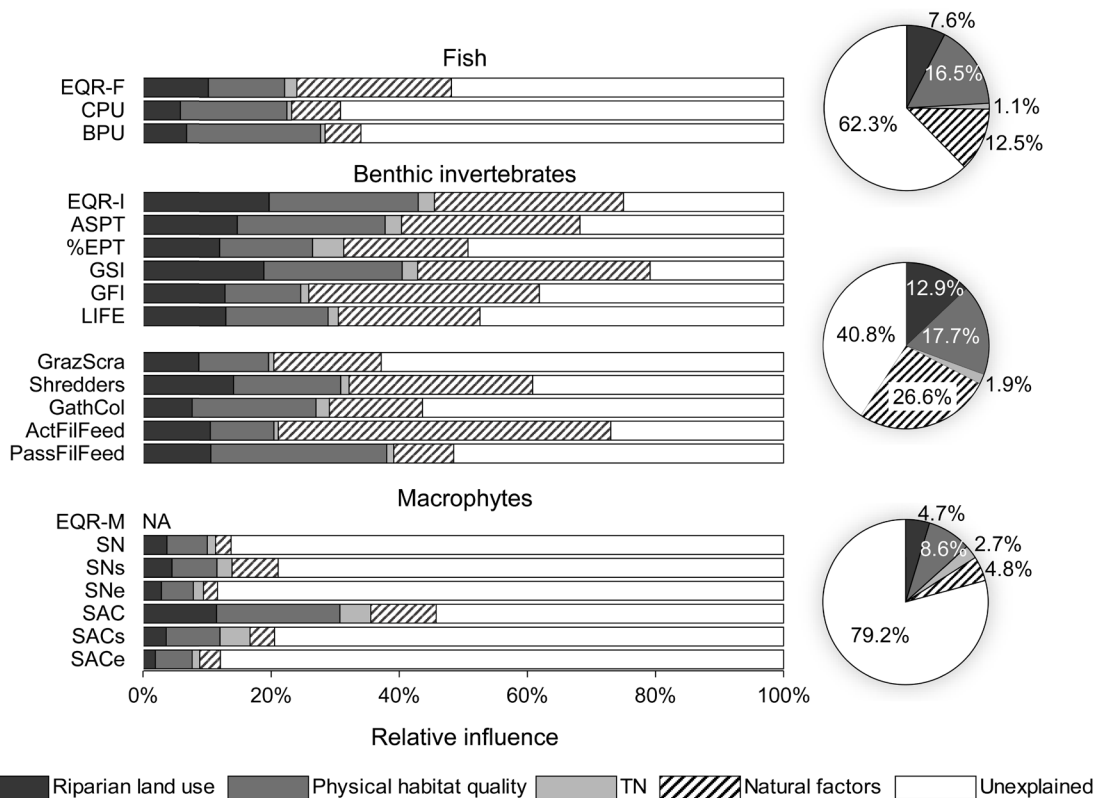 Fish
EQR-F
CPU
BPU
7.6%
16.5%
1.1%
12.5%
62.3%
Benthic invertebrates
EQR-I
ASPT
%EPT
GSI
GFI
LIFE
GrazScra
Shredders
GathCol
ActFilFeed
PassFilFeed
12.9%
17.7%
1.9%
26.6%
40.8%
Macrophytes
EQR-M NA
SN
SNs
SNe
SAC
SACs
SACe
4.7%
8.6%
2.7%
4.8%
79.2%
0% 20% 40% 60% 80% 100%
Relative influence
Riparian land use Physical habitat quality TN Natural factors Unexplained